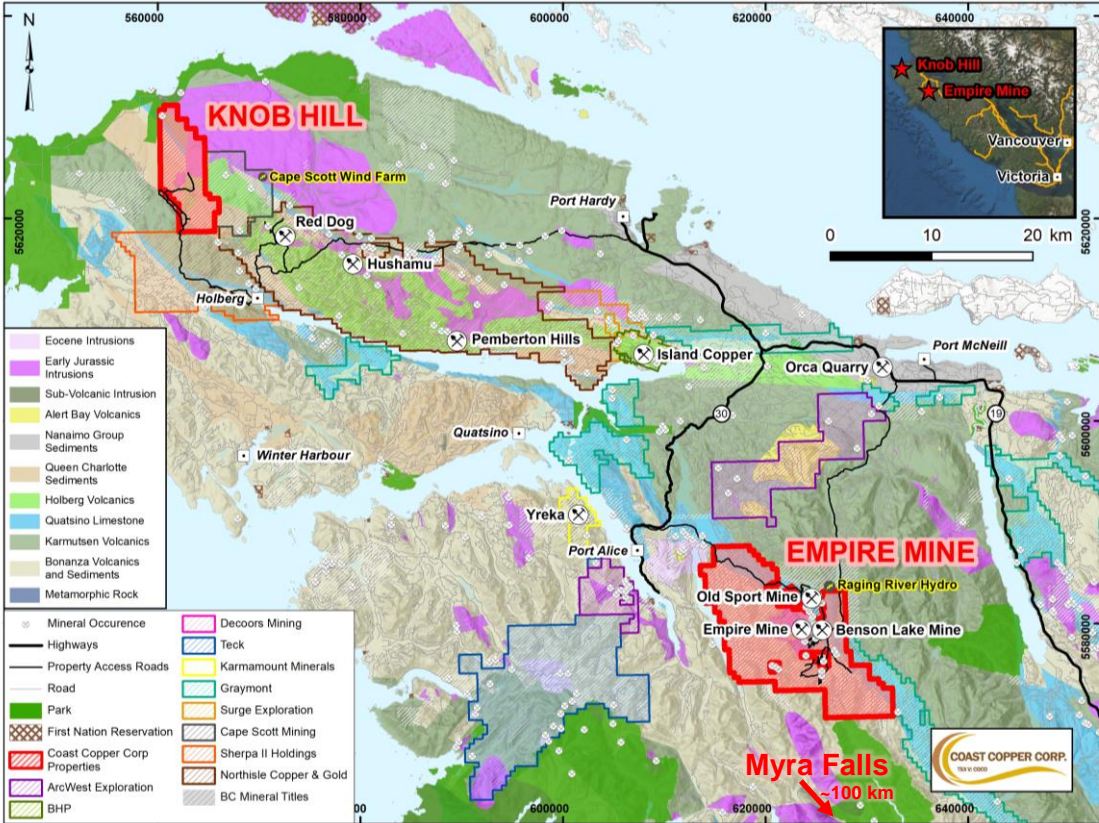 560000
580000
600000
620000
640000
N
KNOB HILL
Knob Hill
Empire Mine
Vancouver
Victoria
Cape Scott Wind Farm
Port Hardy
5620000
5620000
Red Dog
0 10 20 km
Hushamu
Holberg
Pemberton Hills
Island Copper
Port McNeill
Orca Quarry
30
19
5600000
Quatsino
Winter Harbour
Yreka
Port Alice
EMPIRE MINE
Raging River Hydro
Old Sport Mine
Empire Mine
Benson Lake Mine
5580000
Myra Falls
~100 km
COAST COPPER CORP.
TSX V: COCO
600000
620000
640000
Eocene Intrusions
Early Jurassic
Intrusions
Sub-Volcanic Intrusion
Alert Bay Volcanics
Nanaimo Group
Sediments
Queen Charlotte
Sediments
Holberg Volcanics
Quatsino Limestone
Karmutsen Volcanics
Bonanza Volcanics
and Sediments
Metamorphic Rock
Mineral Occurence
Highways
Property Access Roads
Road
Park
First Nation Reservation
Coast Copper Corp
Properties
ArcWest Exploration
BHP
Decoors Mining
Teck
Karmamount Minerals
Graymont
Surge Exploration
Cape Scott Mining
Sherpa II Holdings
Northisle Copper & Gold
BC Mineral Titles